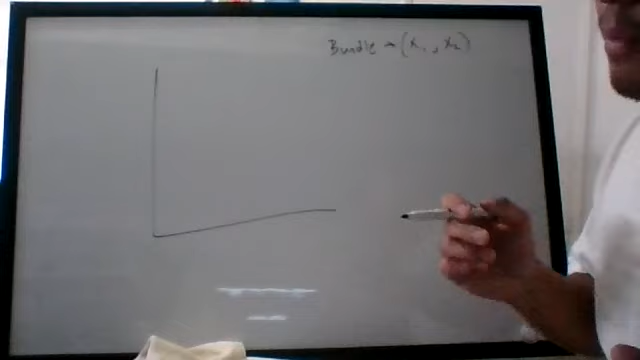 Bundle = (x₁, x₂)